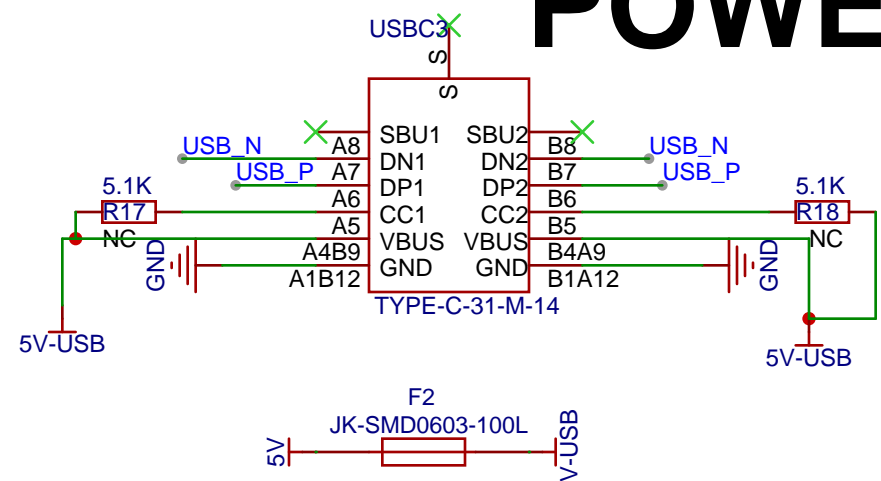 POWE
USBC3
S
S
SBU1 SBU2
A8 B8
USB_N DN1 DN2 USB_N
A7 B7
USB_P DP1 DP2 USB_P
A6 B6
5.1K CC1 CC2 5.1K
R17 R18
A5 B5
NC VBUS VBUS NC
A4B9 B4A9
GND GND GND GND
A1B12 B1A12
TYPE-C-31-M-14
5V-USB 5V-USB
F2
JK-SMD0603-100L
5V V-USB